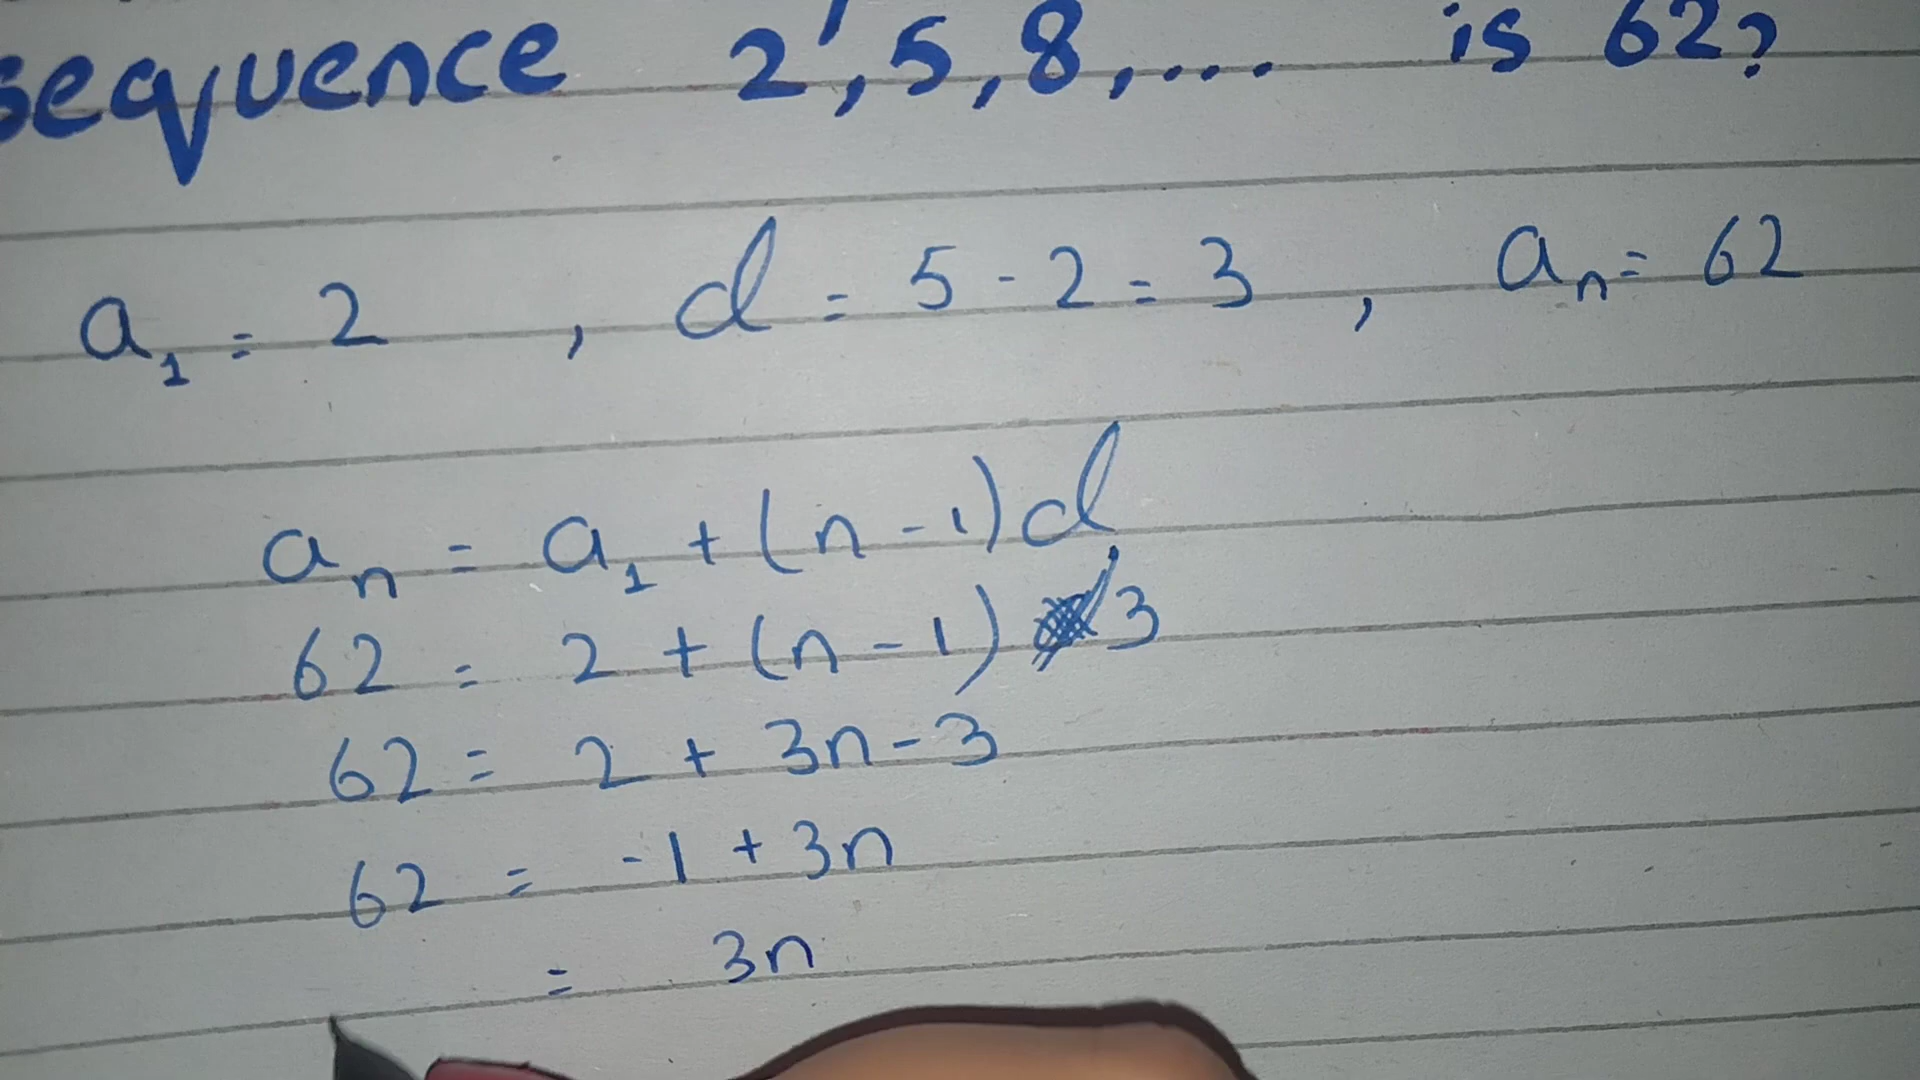 sequence 2, 5, 8, .... is 62?
a₁ = 2 , d = 5 - 2 = 3 , aₙ = 62
aₙ = a₁ + (n - 1) d
62 = 2 + (n - 1) 3
62 = 2 + 3n - 3
62 = -1 + 3n
= 3n